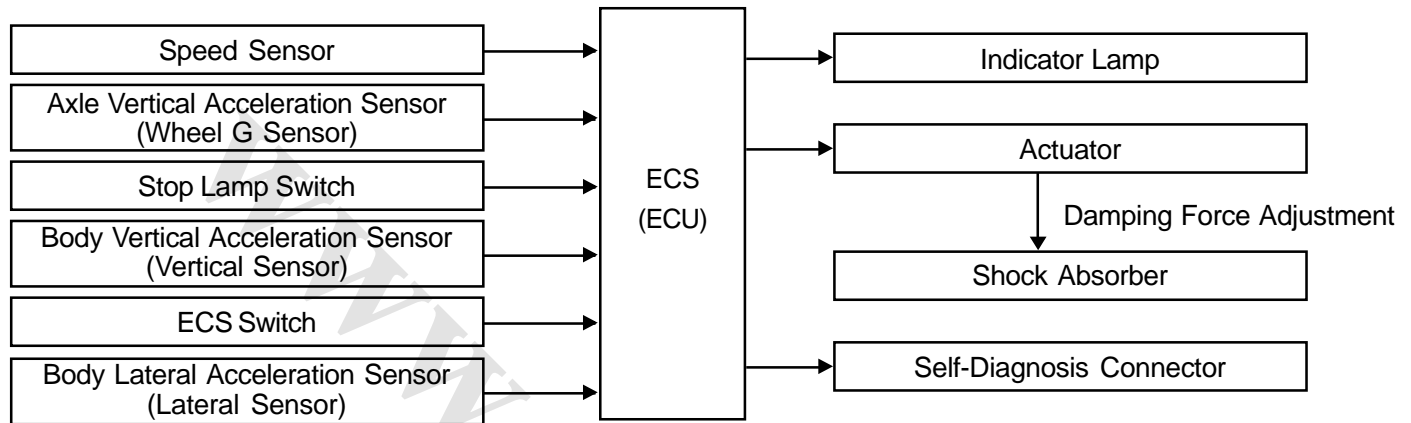 Speed Sensor
Axle Vertical Acceleration Sensor
(Wheel G Sensor)
Stop Lamp Switch
Body Vertical Acceleration Sensor
(Vertical Sensor)
ECS Switch
Body Lateral Acceleration Sensor
(Lateral Sensor)
ECS
(ECU)
Indicator Lamp
Actuator
Damping Force Adjustment
Shock Absorber
Self-Diagnosis Connector
WWW